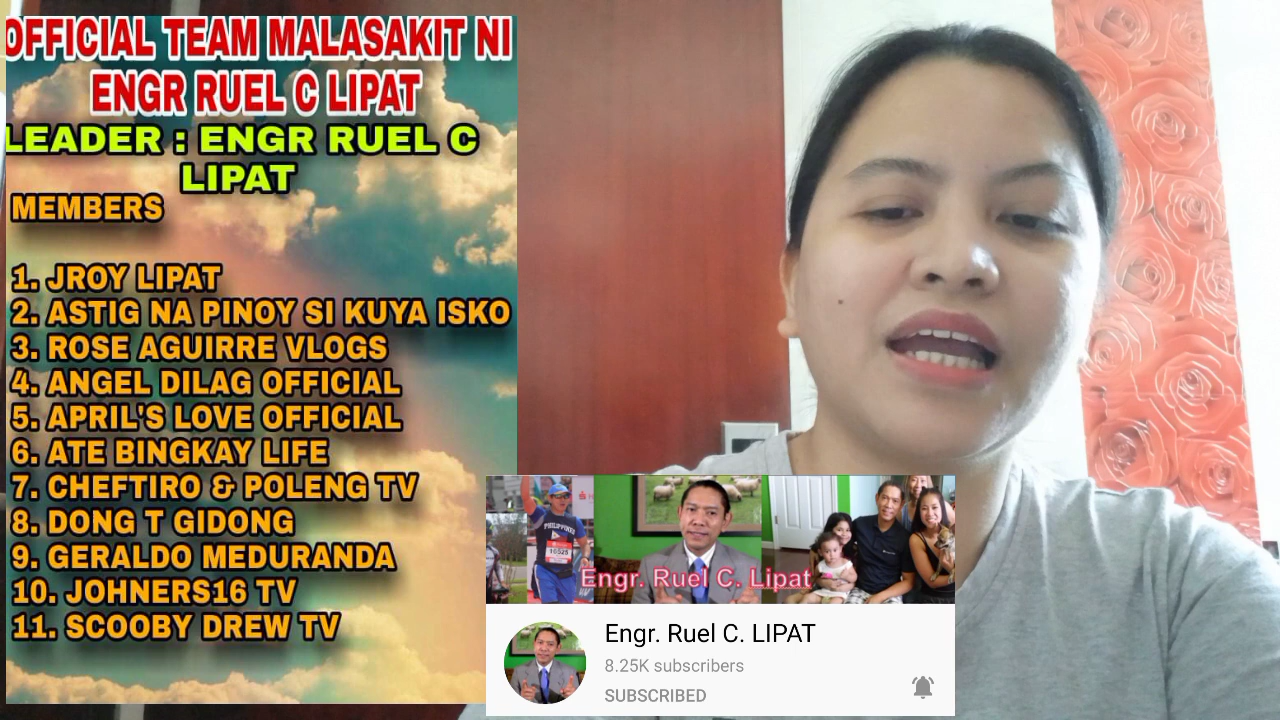 OFFICIAL TEAM MALASAKIT NI
ENGR RUEL C LIPAT
LEADER : ENGR RUEL C
LIPAT
MEMBERS
1. JROY LIPAT
2. ASTIG NA PINOY SI KUYA ISKO
3. ROSE AGUIRRE VLOGS
4. ANGEL DILAG OFFICIAL
5. APRIL'S LOVE OFFICIAL
6. ATE BINGKAY LIFE
7. CHEFTIRO & POLENG TV
8. DONG T GIDONG
9. GERALDO MEDURANDA
10. JOHNERS16 TV
11. SCOOBY DREW TV
PHILIPPINES
10525
Engr. Ruel C. Lipat
Engr. Ruel C. LIPAT
8.25K subscribers
SUBSCRIBED